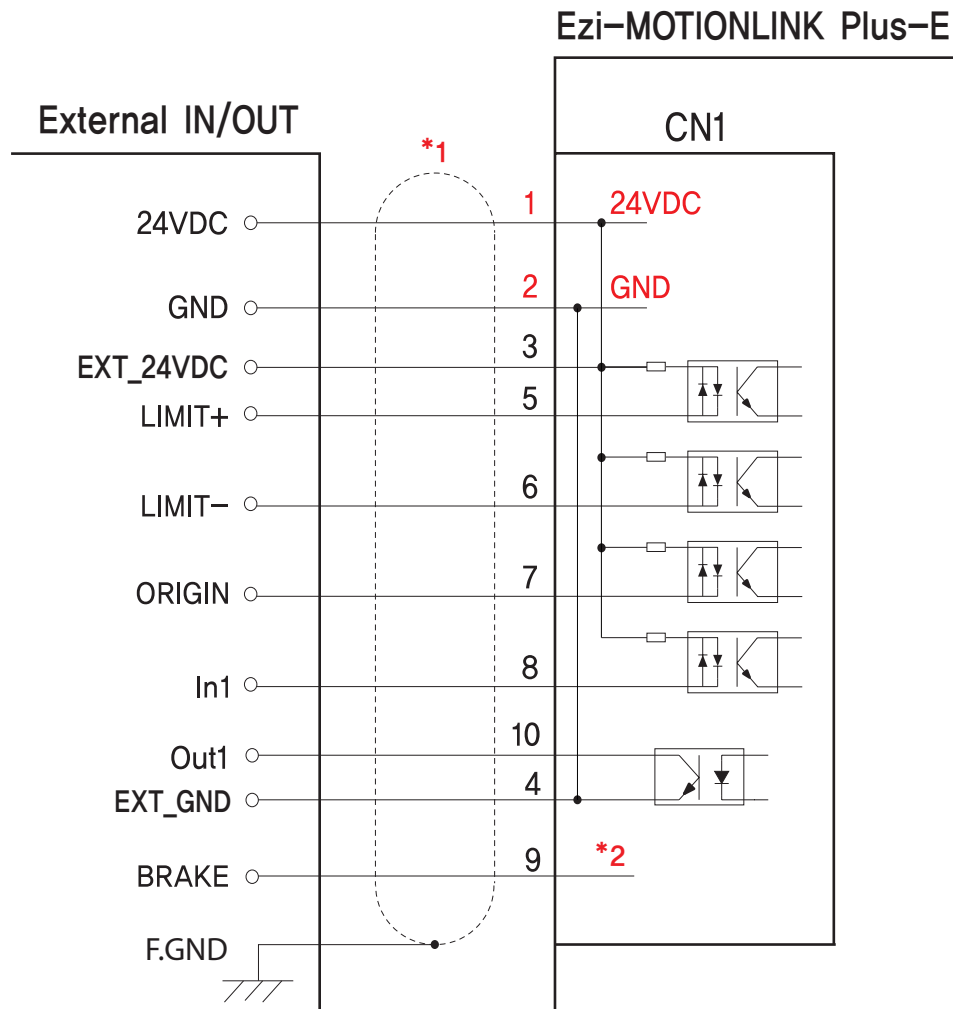 Ezi-MOTIONLINK Plus-E
External IN/OUT
CN1
*1
24VDC 1 24VDC
GND 2 GND
EXT_24VDC 3
LIMIT+ 5
LIMIT- 6
ORIGIN 7
In1 8
Out1 10
EXT_GND 4
BRAKE 9 *2
F.GND